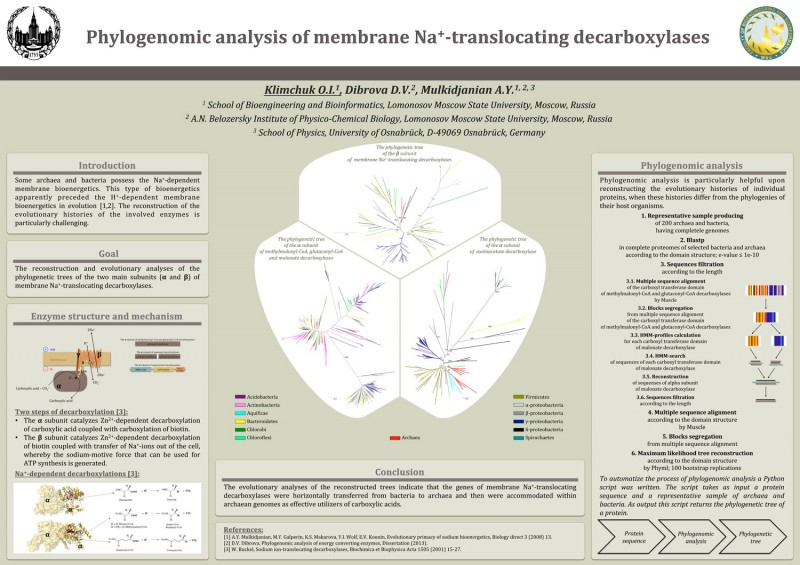 Phylogenomic analysis of membrane Na⁺-translocating decarboxylases
Klimchuk O.I.¹, Dibrova D.V.², Mulkidjanian A.Y.¹, ², ³
¹ School of Bioengineering and Bioinformatics, Lomonosov Moscow State University, Moscow, Russia
² A.N. Belozersky Institute of Physico-Chemical Biology, Lomonosov Moscow State University, Moscow, Russia
³ School of Physics, University of Osnabrück, D-49069 Osnabrück, Germany
Introduction
Some archaea and bacteria possess the Na⁺-dependent
membrane bioenergetics. This type of bioenergetics
apparently preceded the H⁺-dependent membrane
bioenergetics in evolution [1,2]. The reconstruction of the
evolutionary histories of the involved enzymes is
particularly challenging.
Goal
The reconstruction and evolutionary analyses of the
phylogenetic trees of the two main subunits (α and β) of
membrane Na⁺-translocating decarboxylases.
Enzyme structure and mechanism
Carboxylic acid
Two steps of decarboxylation [3]:
• The α subunit catalyzes Zn²⁺-dependent decarboxylation
of carboxylic acid coupled with carboxylation of biotin.
• The β subunit catalyzes Zn²⁺-dependent decarboxylation
of biotin coupled with transfer of Na⁺-ions out of the cell,
whereby the sodium-motive force that can be used for
ATP synthesis is generated.
Na⁺-dependent decarboxylations [3]:
α
α
The phylogenetic tree
of the β subunit
of membrane Na⁺-translocating decarboxylases
The phylogenetic tree
of the α subunit
of methylmalonyl-CoA, glutaconyl-CoA
and malonate decarboxylases
The phylogenetic tree
of the α subunit
of oxaloacetate decarboxylase
Acidobacteria
Actinobacteria
Aquificae
Bacteroidetes
Chlorobi
Chloroflexi
Archaea
Firmicutes
α-proteobacteria
β-proteobacteria
γ-proteobacteria
δ-proteobacteria
Spirochaetes
Conclusion
The evolutionary analyses of the reconstructed trees indicate that the genes of membrane Na⁺-translocating
decarboxylases were horizontally transferred from bacteria to archaea and then were accommodated within
archaean genomes as effective utilizers of carboxylic acids.
References:
[1] A.Y. Mulkidjanian, M.Y. Galperin, K.S. Makarova, Y.I. Wolf, E.V. Koonin, Evolutionary primacy of sodium bioenergetics, Biology direct 3 (2008) 13.
[2] D.V. Dibrova, Phylogenomic analysis of energy converting enzymes, Dissertation (2013).
[3] W. Buckel, Sodium ion-translocating decarboxylases, Biochimica et Biophysica Acta 1505 (2001) 15-27.
Phylogenomic analysis
Phylogenomic analysis is particularly helpful upon
reconstructing the evolutionary histories of individual
proteins, when these histories differ from the phylogenies of
their host organisms.
1. Representative sample producing
of 200 archaea and bacteria,
having completely genomes
2. Blastp
in complete proteomes of selected bacteria and archaea
according to the domain structure; e-value ≤ 1e-10
3. Sequences filtration
according to the length
3.1. Multiple sequence alignment
of the carboxyl transferase domain
of methylmalonyl-CoA and glutaconyl-CoA decarboxylases
by Muscle
3.2. Blocks segregation
from multiple sequence alignment
of the carboxyl transferase domain
of methylmalonyl-CoA and glutaconyl-CoA decarboxylases
3.3. HMM-profiles calculation
for each carboxyl transferase domain
of malonate decarboxylase
3.4. HMM-search
of sequences of each carboxyl transferase domain
of malonate decarboxylase
3.5. Reconstruction
of sequences of alpha subunit
of malonate decarboxylase
3.6. Sequences filtration
according to the length
4. Multiple sequence alignment
according to the domain structure
by Muscle
5. Blocks segregation
from multiple sequence alignment
6. Maximum likelihood tree reconstruction
according to the domain structure
by Phyml; 100 bootstrap replications
To automatize the process of phylogenomic analysis a Python
script was written. The script takes as input a protein
sequence and a representative sample of archaea and
bacteria. As output this script returns the phylogenetic tree of
a protein.
Protein
sequence
Phylogenomic
analysis
Phylogenetic
tree